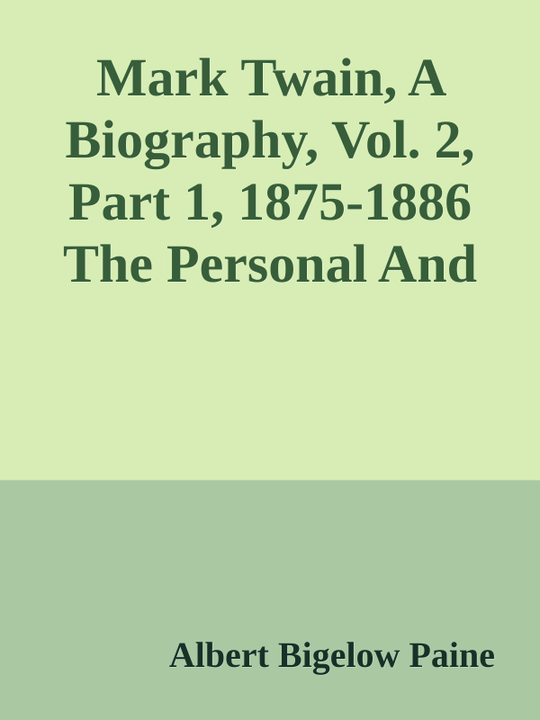 Mark Twain, A
Biography, Vol. 2,
Part 1, 1875-1886
The Personal And
Albert Bigelow Paine